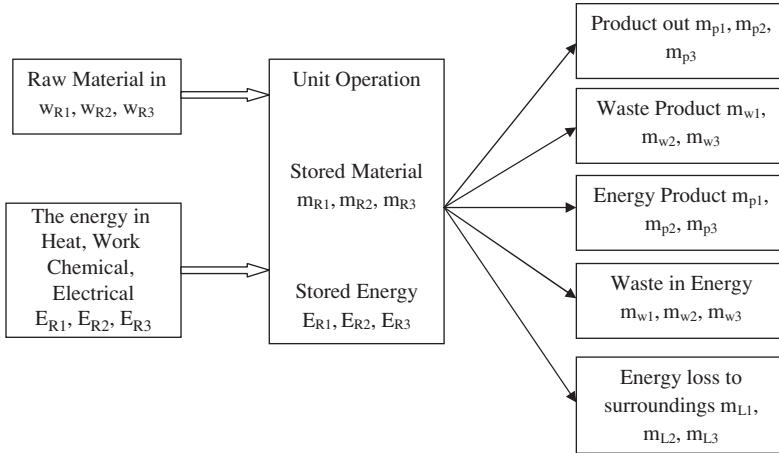 Raw Material in
wR1, wR2, wR3
The energy in
Heat, Work
Chemical,
Electrical
ER1, ER2, ER3
Unit Operation
Stored Material
mR1, mR2, mR3
Stored Energy
ER1, ER2, ER3
Product out mp1, mp2,
mp3
Waste Product mw1,
mw2, mw3
Energy Product mp1,
mp2, mp3
Waste in Energy
mw1, mw2, mw3
Energy loss to
surroundings mL1,
mL2, mL3